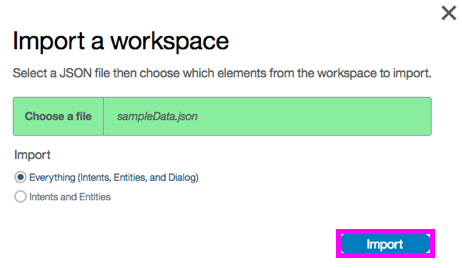 Import a workspace
Select a JSON file then choose which elements from the workspace to import.
Choose a file sampleData.json
Import
Everything (Intents, Entities, and Dialog)
Intents and Entities
Import